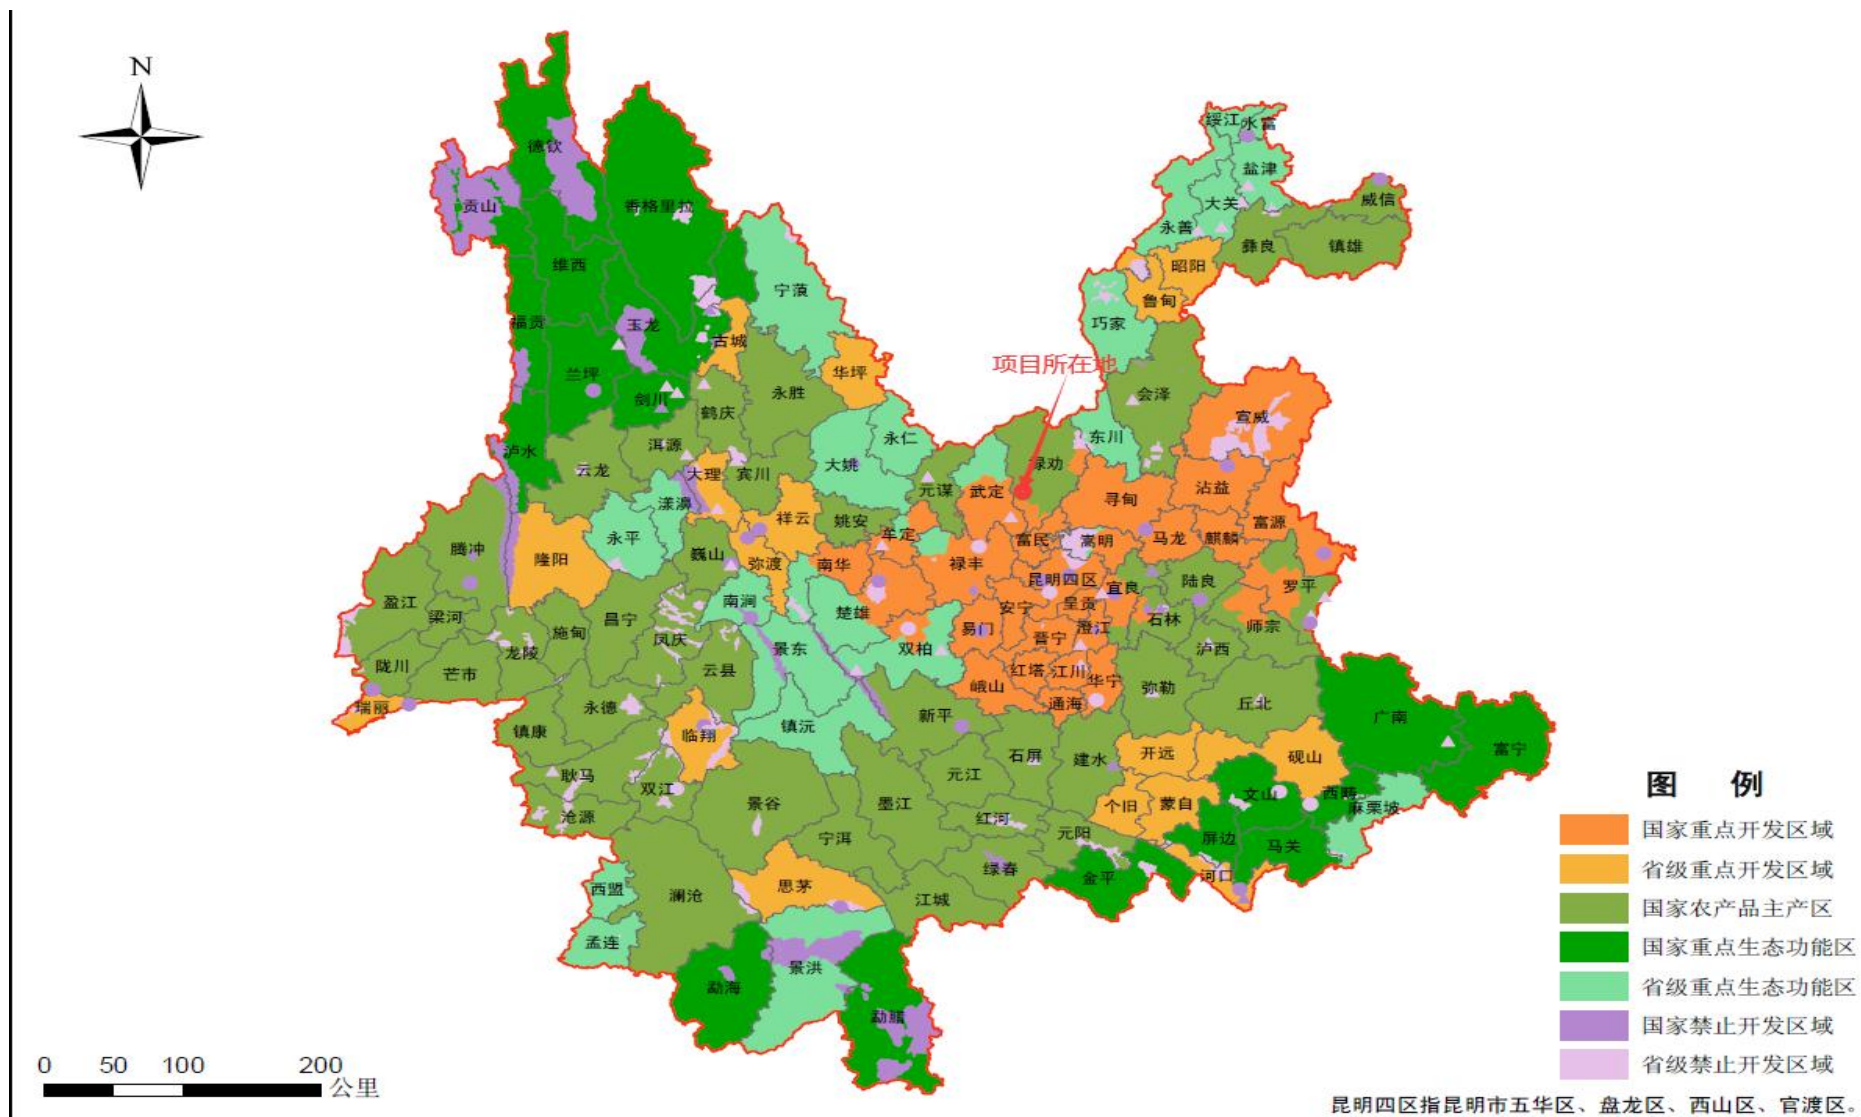 N
德钦
贡山
香格里拉
维西
福贡
玉龙
兰坪
剑川
泸水
宁蒗
古城
华坪
永胜
鹤庆
洱源
云龙
大理
宾川
漾濞
永平
巍山
祥云
弥渡
大姚
永仁
姚安
南华
牟定
元谋
武定
禄劝
项目所在地
绥江
水富
盐津
大关
永善
威信
镇雄
彝良
昭阳
鲁甸
巧家
会泽
东川
宣威
沾益
寻甸
富源
马龙
麒麟
富民
嵩明
禄丰
昆明四区
宜良
陆良
罗平
安宁
呈贡
石林
师宗
易门
晋宁
澄江
泸西
红塔
江川
华宁
峨山
通海
弥勒
丘北
腾冲
隆阳
盈江
梁河
施甸
昌宁
龙陵
陇川
芒市
瑞丽
凤庆
南涧
楚雄
景东
双柏
云县
永德
镇康
临翔
镇沅
新平
耿马
双江
沧源
景谷
墨江
元江
石屏
建水
开远
砚山
广南
富宁
个旧
蒙自
文山
西畴
麻栗坡
红河
元阳
屏边
马关
宁洱
绿春
金平
河口
思茅
江城
西盟
澜沧
孟连
景洪
勐海
勐腊
图 例
国家重点开发区域
省级重点开发区域
国家农产品主产区
国家重点生态功能区
省级重点生态功能区
国家禁止开发区域
省级禁止开发区域
0 50 100 200
公里
昆明四区指昆明市五华区、盘龙区、西山区、官渡区。